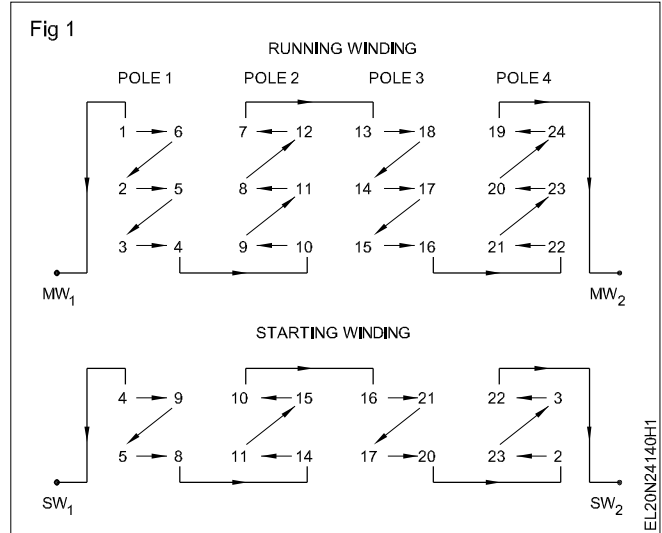 Fig 1
RUNNING WINDING
POLE 1 POLE 2 POLE 3 POLE 4
1 6 7 12 13 18 19 24
2 5 8 11 14 17 20 23
3 4 9 10 15 16 21 22
MW1 MW2
STARTING WINDING
4 9 10 15 16 21 22 3
5 8 11 14 17 20 23 2
SW1 SW2
EL20N24140H1